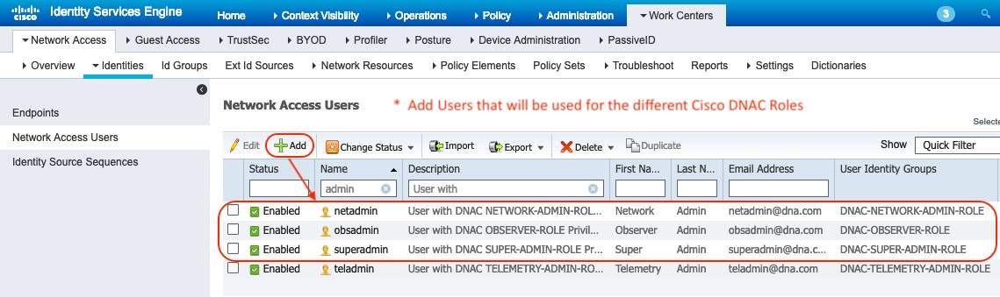 cisco Identity Services Engine Home Context Visibility Operations Policy Administration Work Centers 3
Network Access Guest Access TrustSec BYOD Profiler Posture Device Administration PassiveID
Overview Identities Id Groups Ext Id Sources Network Resources Policy Elements Policy Sets Troubleshoot Reports Settings Dictionaries
Endpoints
Network Access Users
Identity Source Sequences
Network Access Users * Add Users that will be used for the different Cisco DNAC Roles
Selecte
Edit Add Change Status Import Export Delete Duplicate Show Quick Filter
Status Name Description First Na... Last N... Email Address User Identity Groups
admin User with
Enabled netadmin User with DNAC NETWORK-ADMIN-ROL... Network Admin netadmin@dna.com DNAC-NETWORK-ADMIN-ROLE
Enabled obsadmin User with DNAC OBSERVER-ROLE Privil... Observer Admin obsadmin@dna.com DNAC-OBSERVER-ROLE
Enabled superadmin User with DNAC SUPER-ADMIN-ROLE Pr... Super Admin superadmin@dna.c... DNAC-SUPER-ADMIN-ROLE
Enabled teladmin User with DNAC TELEMETRY-ADMIN-RO... Telemetry Admin teladmin@dna.com DNAC-TELEMETRY-ADMIN-ROLE